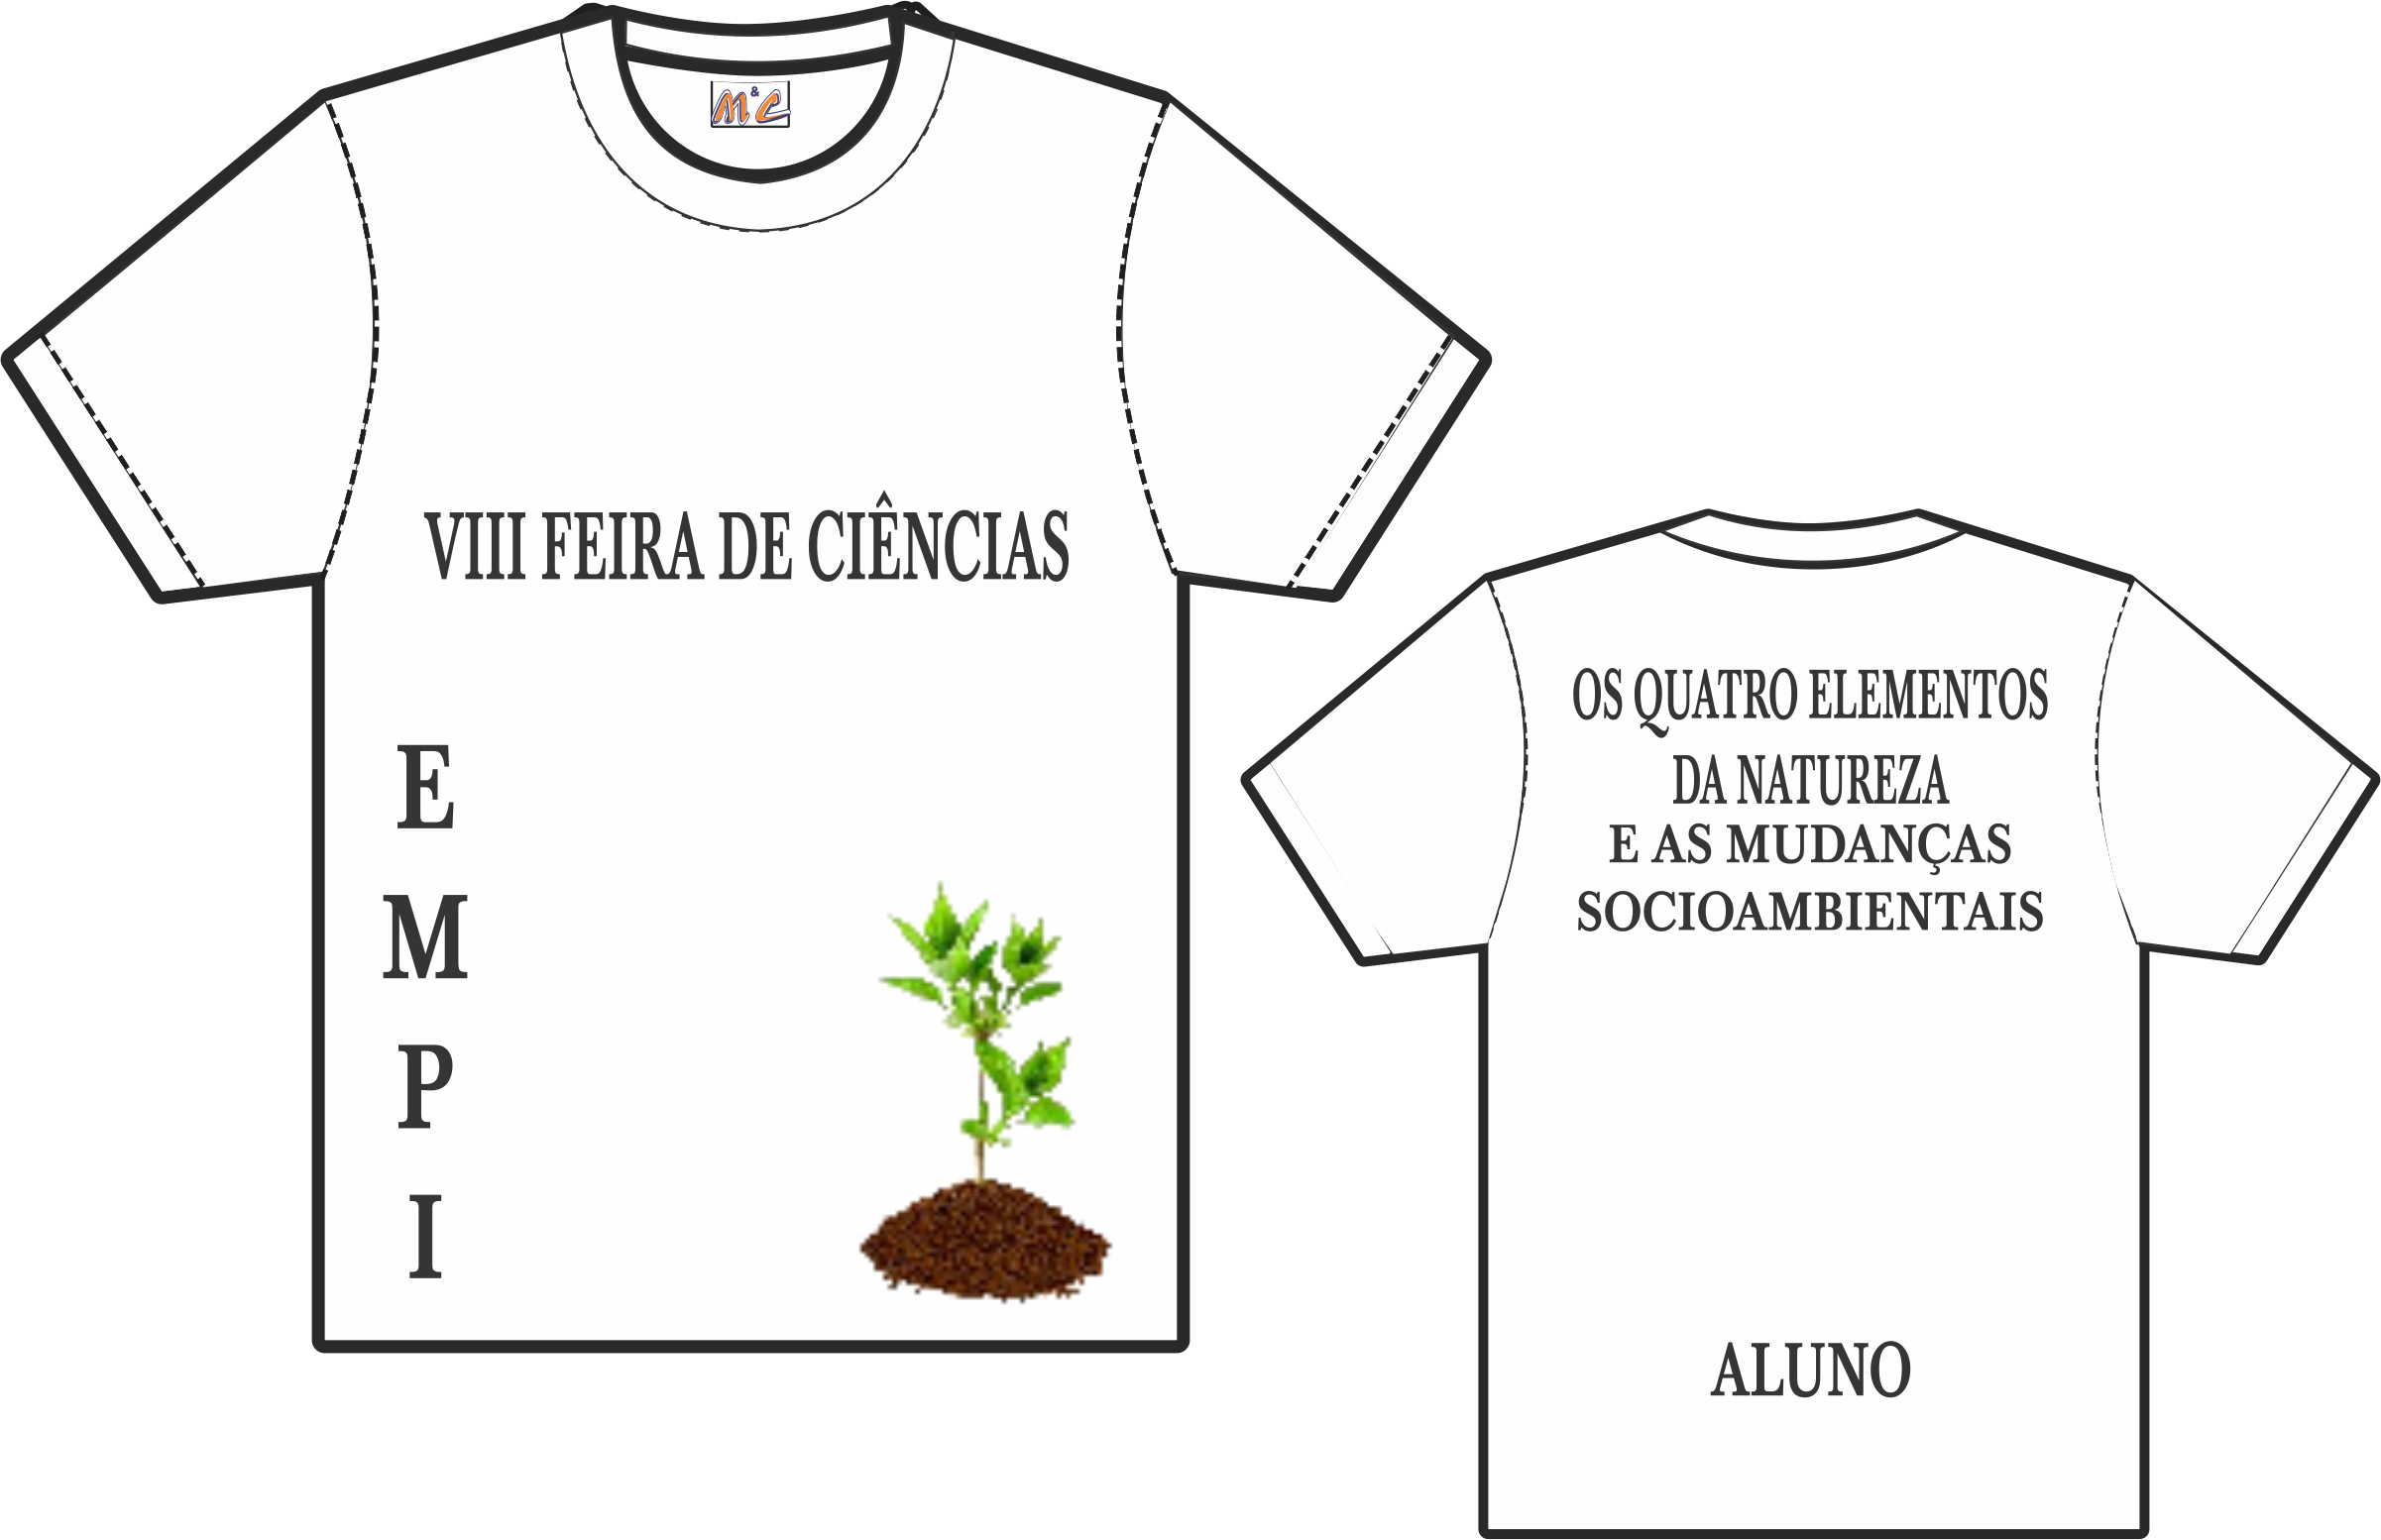 M&C
VIII FEIRA DE CIÊNCIAS
E
M
P
I
OS QUATRO ELEMENTOS
DA NATUREZA
E AS MUDANÇAS
SOCIOAMBIENTAIS
ALUNO